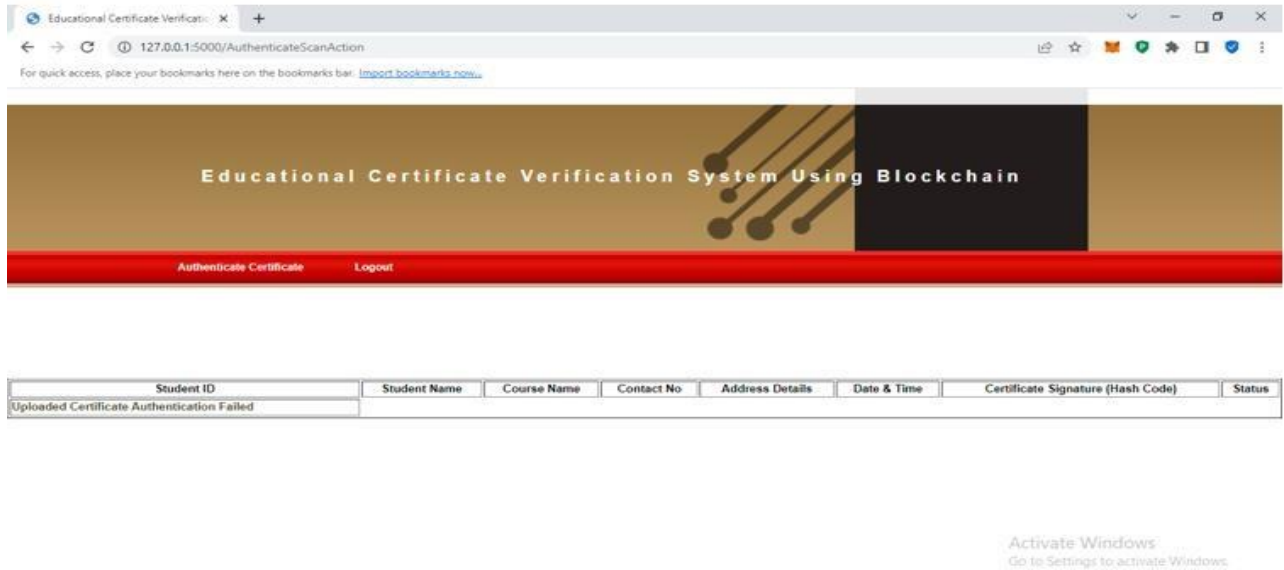 Educational Certificate Verificatio
127.0.0.1:5000/AuthenticateScanAction
For quick access, place your bookmarks here on the bookmarks bar. Import bookmarks now...
Educational Certificate Verification System Using Blockchain
Authenticate Certificate Logout
Student ID Student Name Course Name Contact No Address Details Date & Time Certificate Signature (Hash Code) Status
Uploaded Certificate Authentication Failed
Activate Windows
Go to Settings to activate Windows.